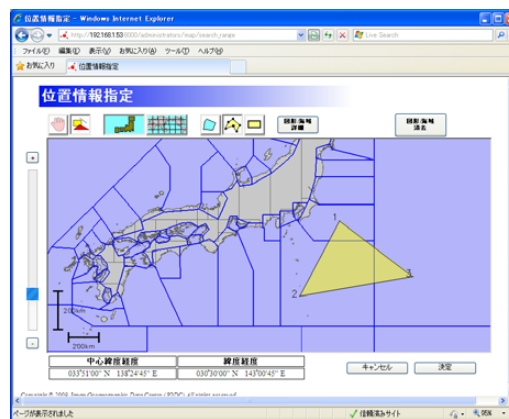 位置情報指定 - Windows Internet Explorer
http://192.168.1.53:8000/administrators/map/search_range
Live Search
ファイル(F) 編集(E) 表示(V) お気に入り(A) ツール(T) ヘルプ(H)
お気に入り 位置情報指定
位置情報指定
図形/海域
詳細
図形/海域
消去
+
1
2
3
200km
200km
-
中心緯度経度
緯度経度
033°51'00" N 138°24'45" E
030°30'00" N 143°00'45" E
キャンセル
決定
ページが表示されました
信頼済みサイト
95%